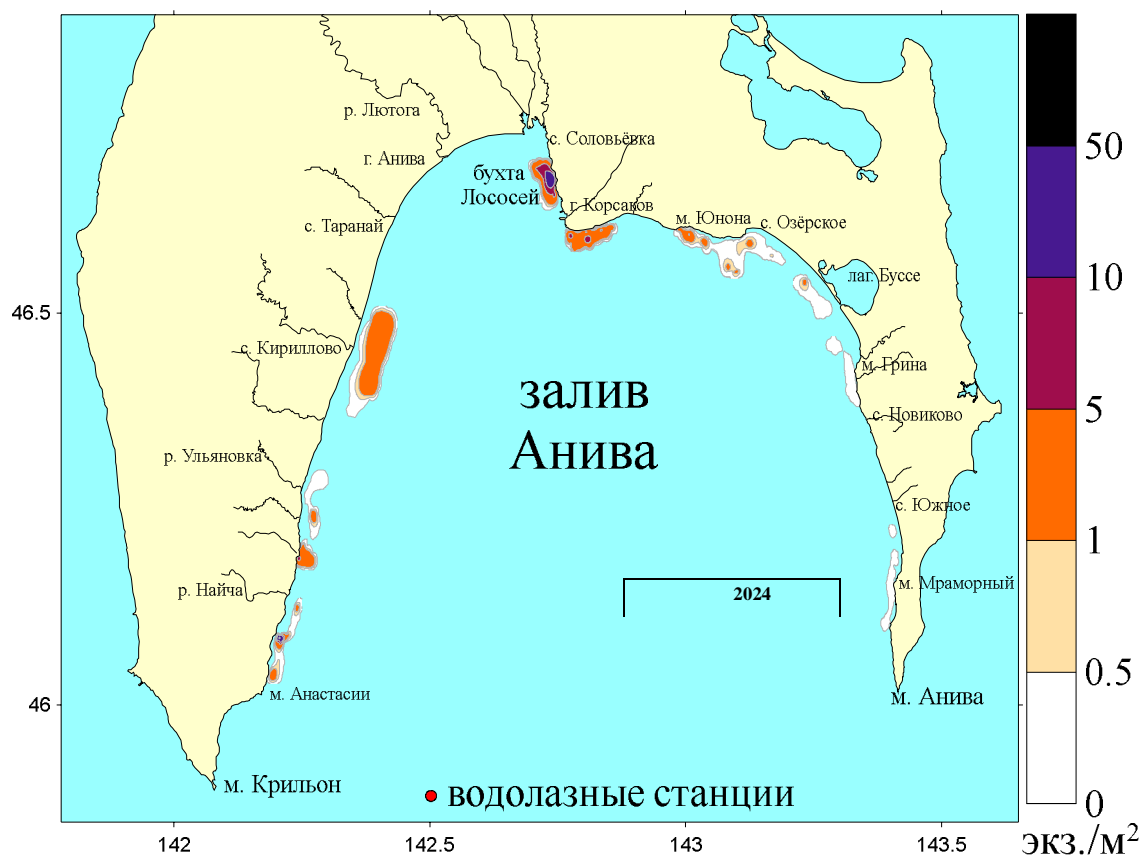 р. Лютога
с. Соловьёвка
г. Анива
бухта
Лососей
г. Корсаков
м. Юнона
с. Озёрское
с. Таранай
лаг. Буссе
с. Кириллово
м. Грина
залив
Анива
с. Новиково
р. Ульяновка
с. Южное
р. Найча
2024
м. Мраморный
м. Анастасии
м. Анива
м. Крильон
водолазные станции
46.5
46
142
142.5
143
143.5
50
10
5
1
0.5
0
экз./м²